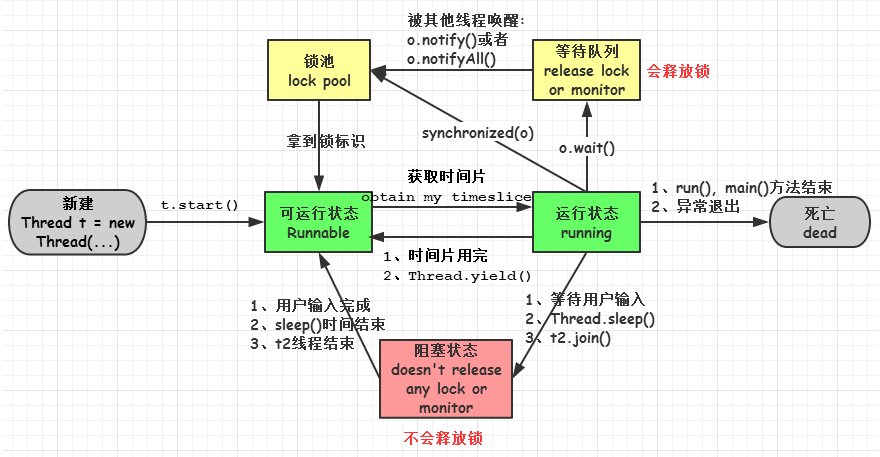 被其他线程唤醒:
o.notify()或者
o.notifyAll()
锁池
lock pool
等待队列
release lock
or monitor
会释放锁
synchronized(o)
o.wait()
拿到锁标识
获取时间片
obtain my timeslice
新建
Thread t = new
Thread(...)
t.start()
可运行状态
Runnable
运行状态
running
1、run(), main()方法结束
2、异常退出
死亡
dead
1、时间片用完
2、Thread.yield()
1、用户输入完成
2、sleep()时间结束
3、t2线程结束
1、等待用户输入
2、Thread.sleep()
3、t2.join()
阻塞状态
doesn't release
any lock or
monitor
不会释放锁